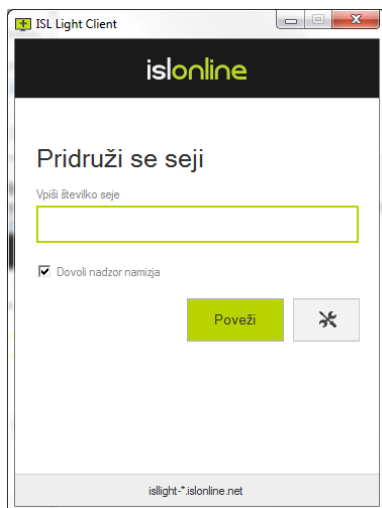 ISL Light Client
islonline
Pridruži se seji
Vpiši številko seje
Dovoli nadzor namizja
Poveži
isllight-*.islonline.net